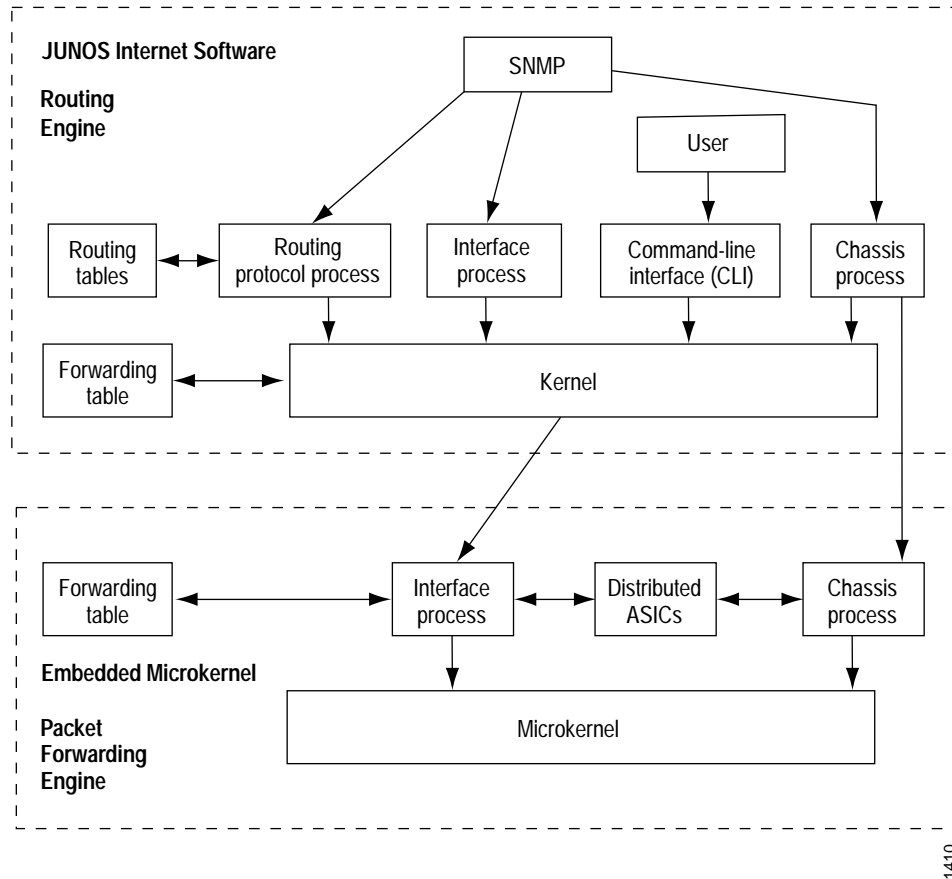 JUNOS Internet Software
SNMP
Routing
Engine
User
Routing
tables
Routing
protocol process
Interface
process
Command-line
interface (CLI)
Chassis
process
Forwarding
table
Kernel
Forwarding
table
Interface
process
Distributed
ASICs
Chassis
process
Embedded Microkernel
Microkernel
Packet
Forwarding
Engine
1410